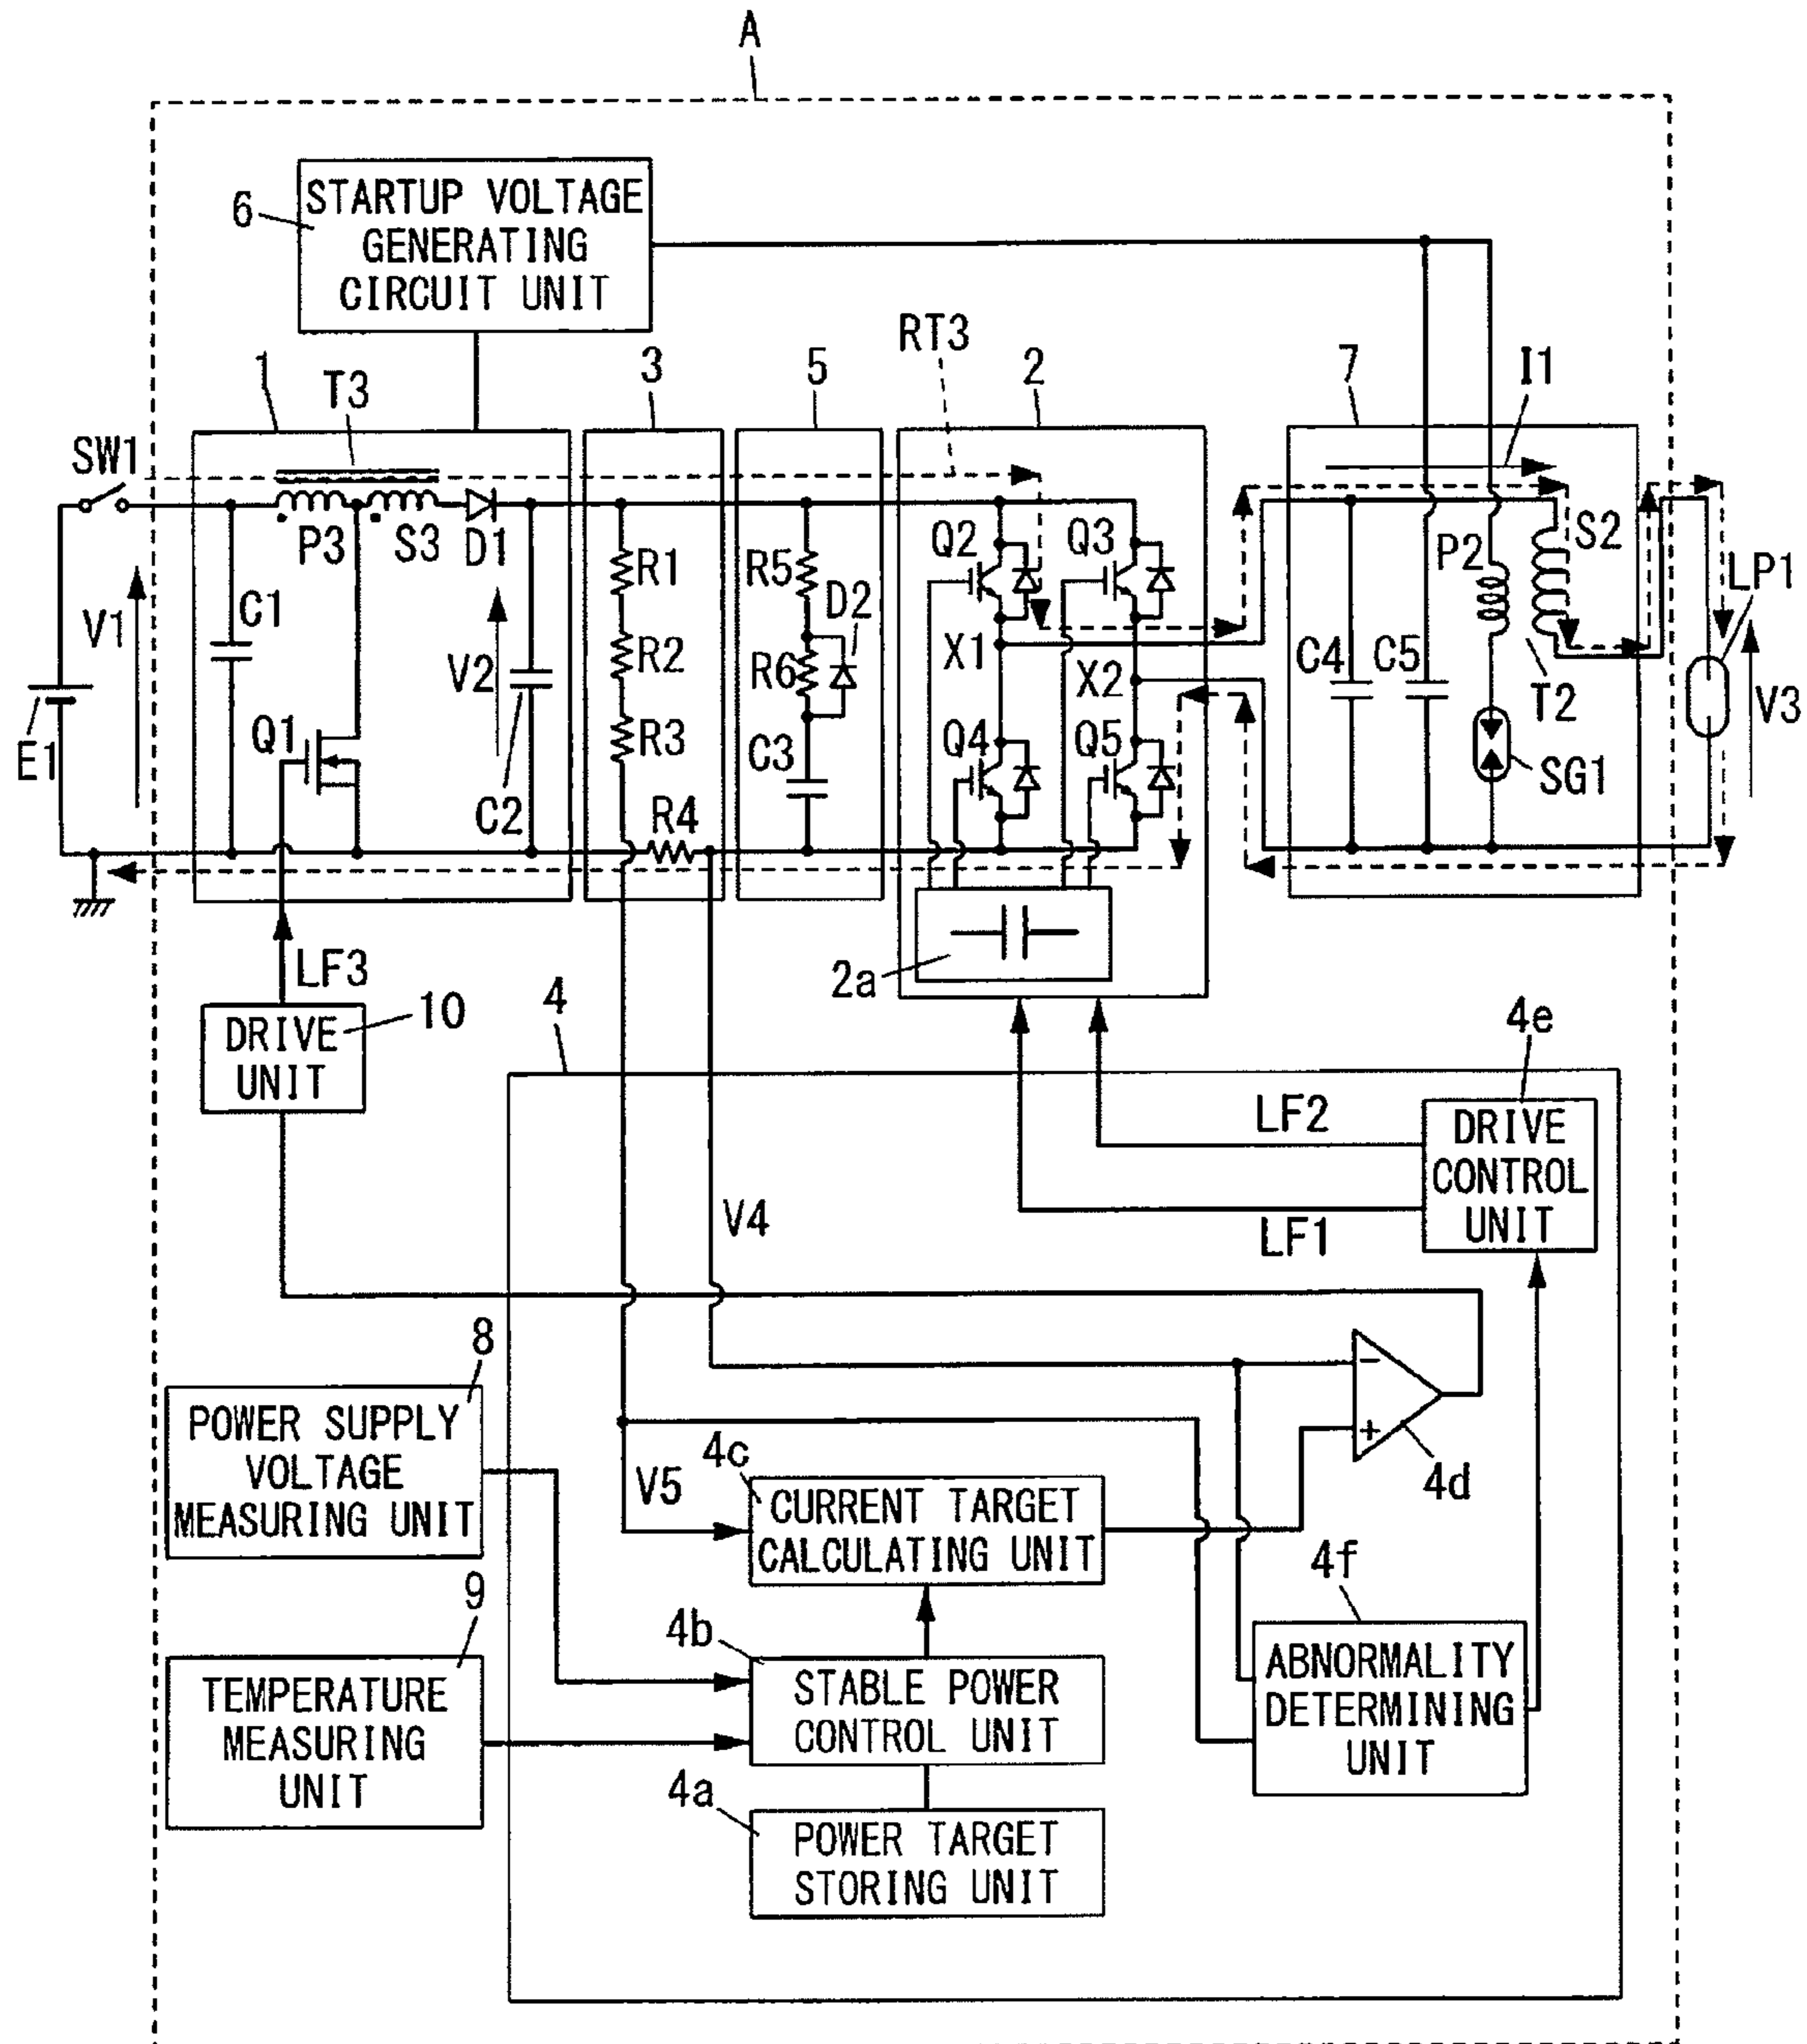 A
STARTUP VOLTAGE
GENERATING
CIRCUIT UNIT
6
RT3
1
T3
3
5
2
7
I1
SW1
P3
S3
D1
R1
R5
Q2
Q3
P2
S2
LP1
V1
C1
V2
R2
D2
R6
X1
X2
C4
C5
T2
V3
E1
Q1
R3
C3
Q4
Q5
SG1
C2
R4
2a
LF3
DRIVE
UNIT
10
4
4e
DRIVE
CONTROL
UNIT
LF2
LF1
V4
8
POWER SUPPLY
VOLTAGE
MEASURING UNIT
−
+
4d
V5
4c
CURRENT TARGET
CALCULATING UNIT
4f
ABNORMALITY
DETERMINING
UNIT
9
TEMPERATURE
MEASURING
UNIT
4b
STABLE POWER
CONTROL UNIT
4a
POWER TARGET
STORING UNIT